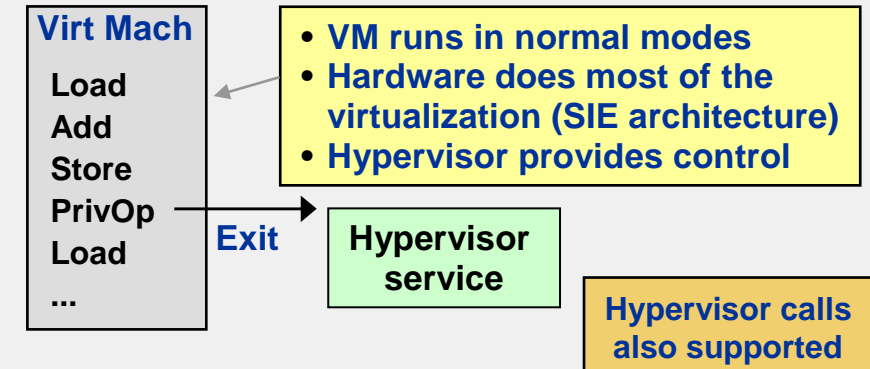 Virt Mach
Load
Add
Store
PrivOp
Load
...
• VM runs in normal modes
• Hardware does most of the
virtualization (SIE architecture)
• Hypervisor provides control
Exit
Hypervisor
service
Hypervisor calls
also supported